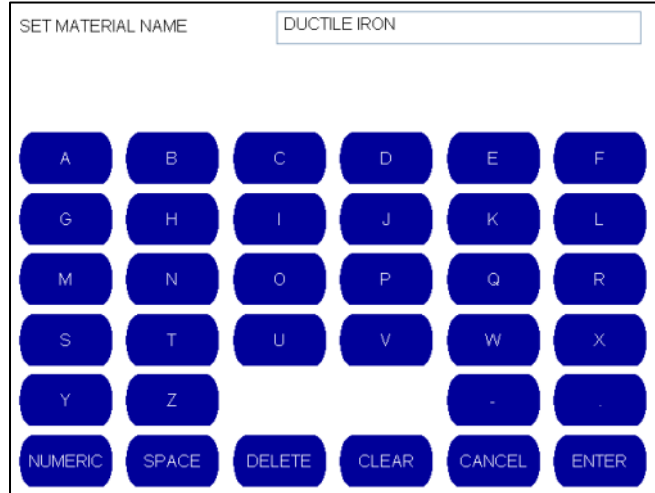 SET MATERIAL NAME DUCTILE IRON
A B C D E F
G H I J K L
M N O P Q R
S T U V W X
Y Z - .
NUMERIC SPACE DELETE CLEAR CANCEL ENTER